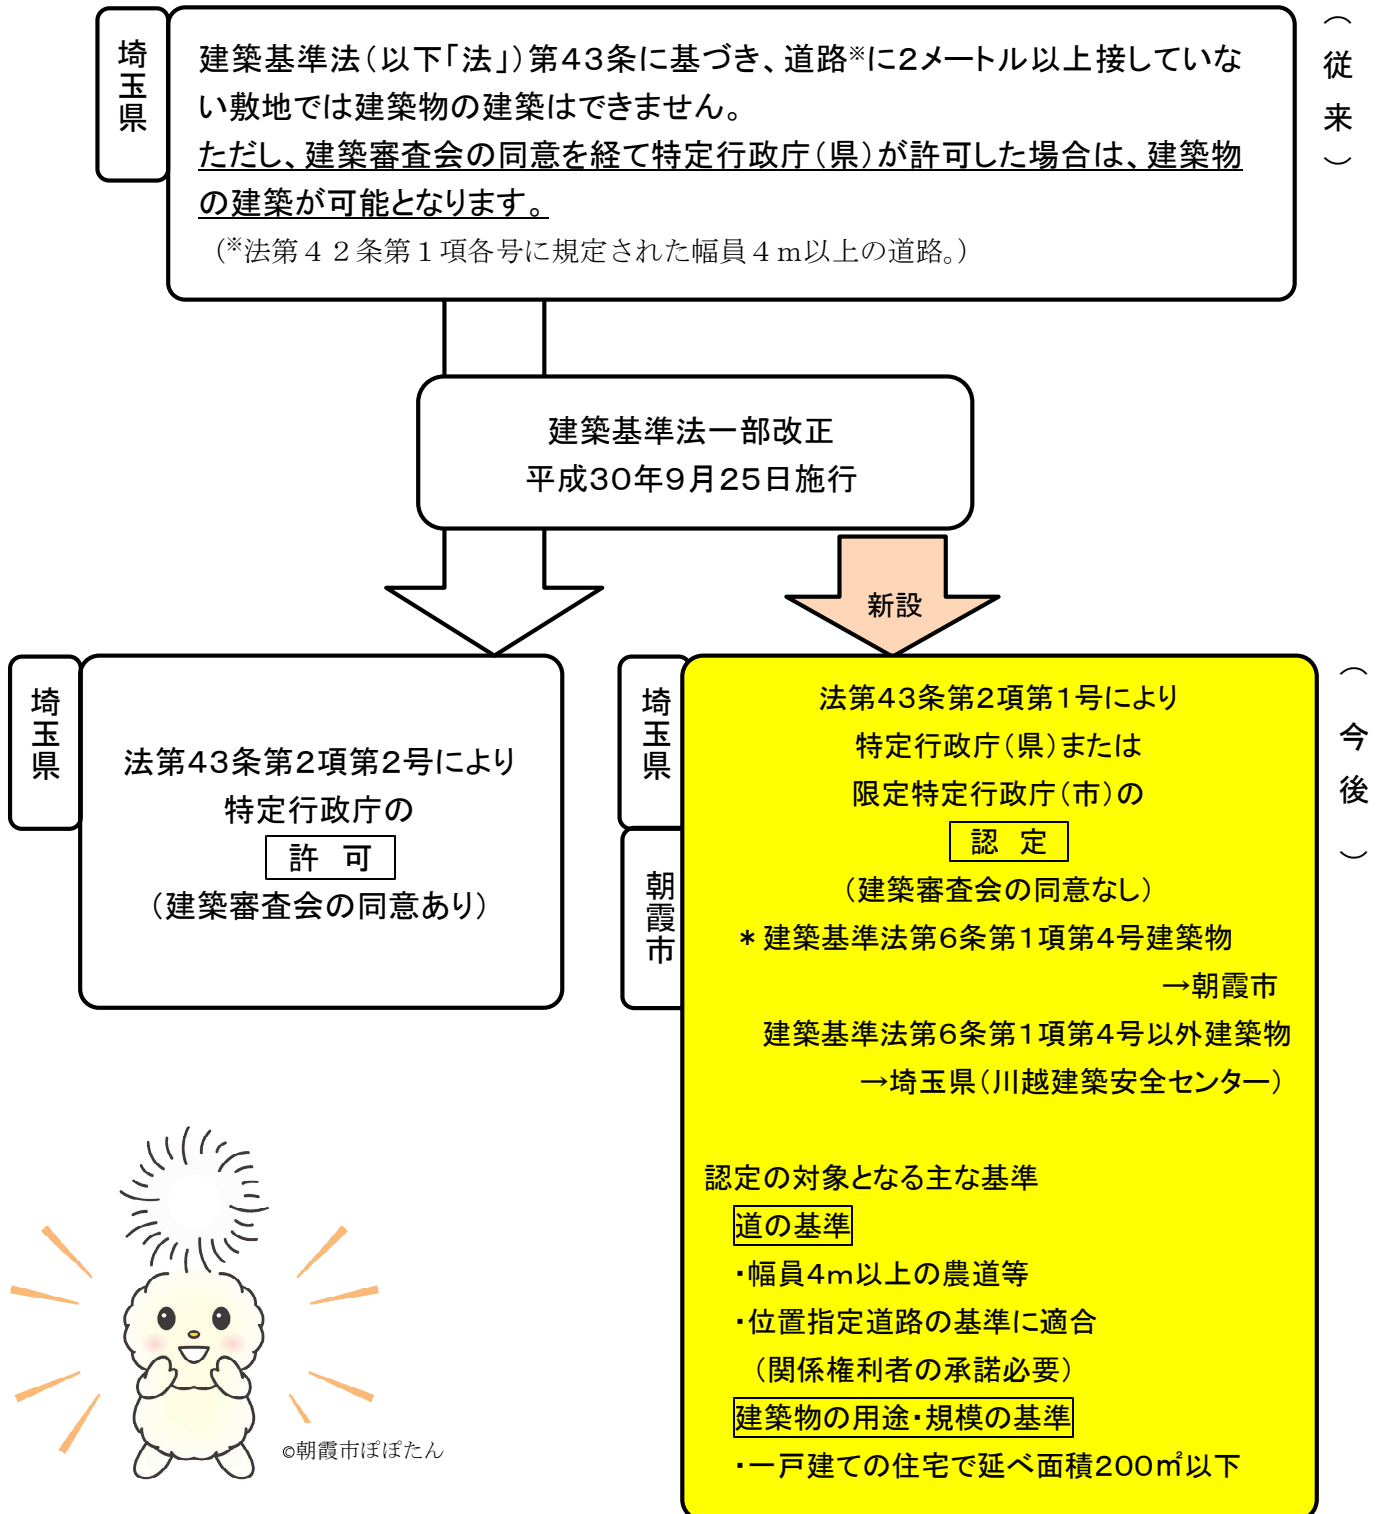 （従来）
埼玉県
建築基準法（以下「法」）第４３条に基づき、道路※に２メートル以上接していな
い敷地では建築物の建築はできません。
ただし、建築審査会の同意を経て特定行政庁（県）が許可した場合は、建築物
の建築が可能となります。
（※法第４２条第１項各号に規定された幅員４ｍ以上の道路。）
建築基準法一部改正
平成３０年９月２５日施行
新設
（今後）
埼玉県
法第４３条第２項第２号により
特定行政庁の
許　可
（建築審査会の同意あり）
埼玉県
朝霞市
法第４３条第２項第１号により
特定行政庁（県）または
限定特定行政庁（市）の
認　定
（建築審査会の同意なし）
＊建築基準法第６条第１項第４号建築物
→朝霞市
建築基準法第６条第１項第４号以外建築物
→埼玉県（川越建築安全センター）
認定の対象となる主な基準
道の基準
・幅員４ｍ以上の農道等
・位置指定道路の基準に適合
（関係権利者の承諾必要）
建築物の用途・規模の基準
・一戸建ての住宅で延べ面積２００㎡以下
©朝霞市ぽぽたん